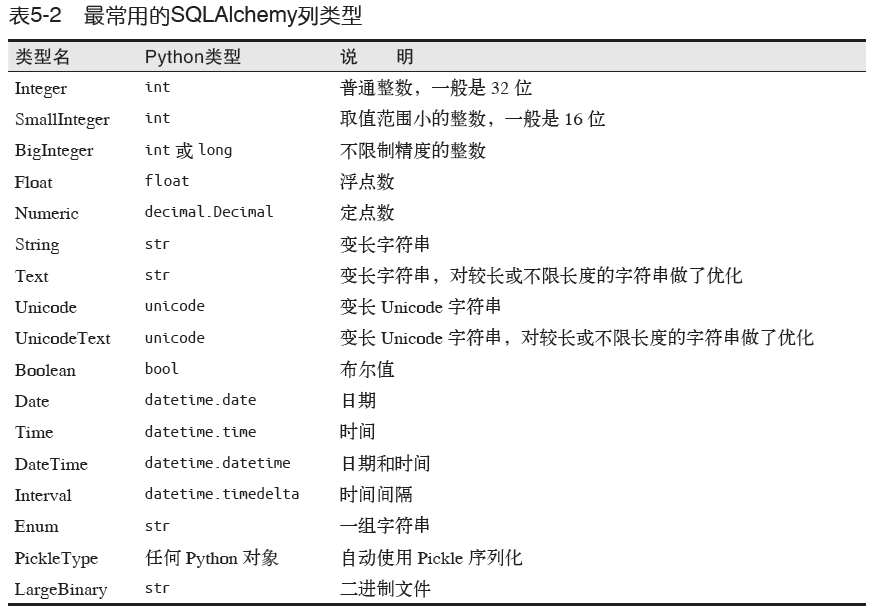 表5-2 最常用的SQLAlchemy列类型
类型名 Python类型 说 明
Integer int 普通整数，一般是 32 位
SmallInteger int 取值范围小的整数，一般是 16 位
BigInteger int 或 long 不限制精度的整数
Float float 浮点数
Numeric decimal.Decimal 定点数
String str 变长字符串
Text str 变长字符串，对较长或不限长度的字符串做了优化
Unicode unicode 变长 Unicode 字符串
UnicodeText unicode 变长 Unicode 字符串，对较长或不限长度的字符串做了优化
Boolean bool 布尔值
Date datetime.date 日期
Time datetime.time 时间
DateTime datetime.datetime 日期和时间
Interval datetime.timedelta 时间间隔
Enum str 一组字符串
PickleType 任何 Python 对象 自动使用 Pickle 序列化
LargeBinary str 二进制文件